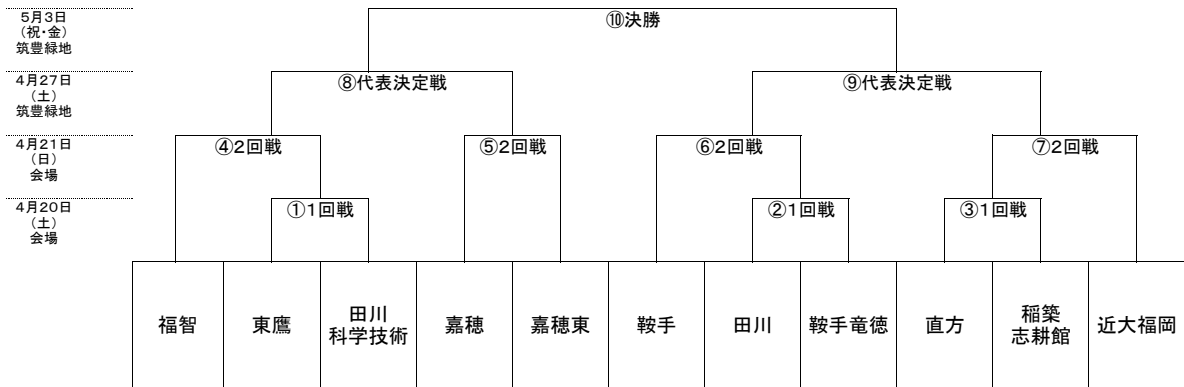 5月3日
(祝・金)
筑豊緑地
⑩決勝
4月27日
(土)
筑豊緑地
⑧代表決定戦
⑨代表決定戦
4月21日
(日)
会場
④2回戦
⑤2回戦
⑥2回戦
⑦2回戦
4月20日
(土)
会場
①1回戦
②1回戦
③1回戦
福智
東鷹
田川
科学技術
嘉穂
嘉穂東
鞍手
田川
鞍手竜徳
直方
稲築
志耕館
近大福岡